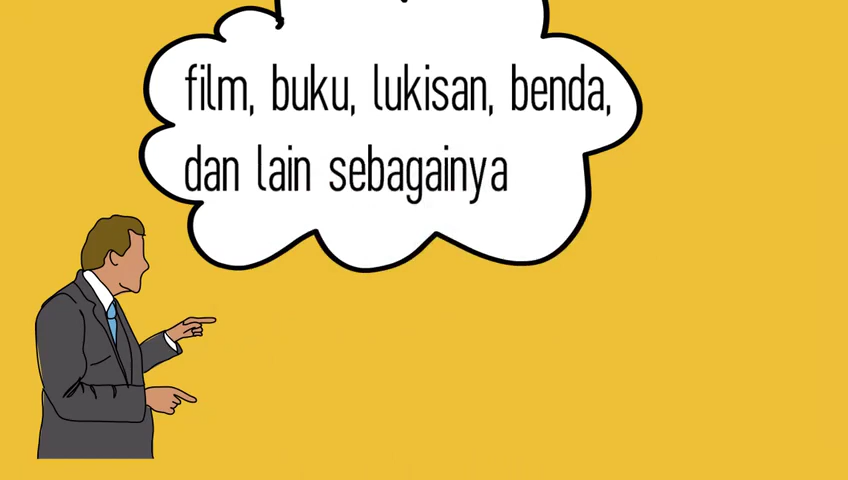 film, buku, lukisan, benda,
dan lain sebagainya